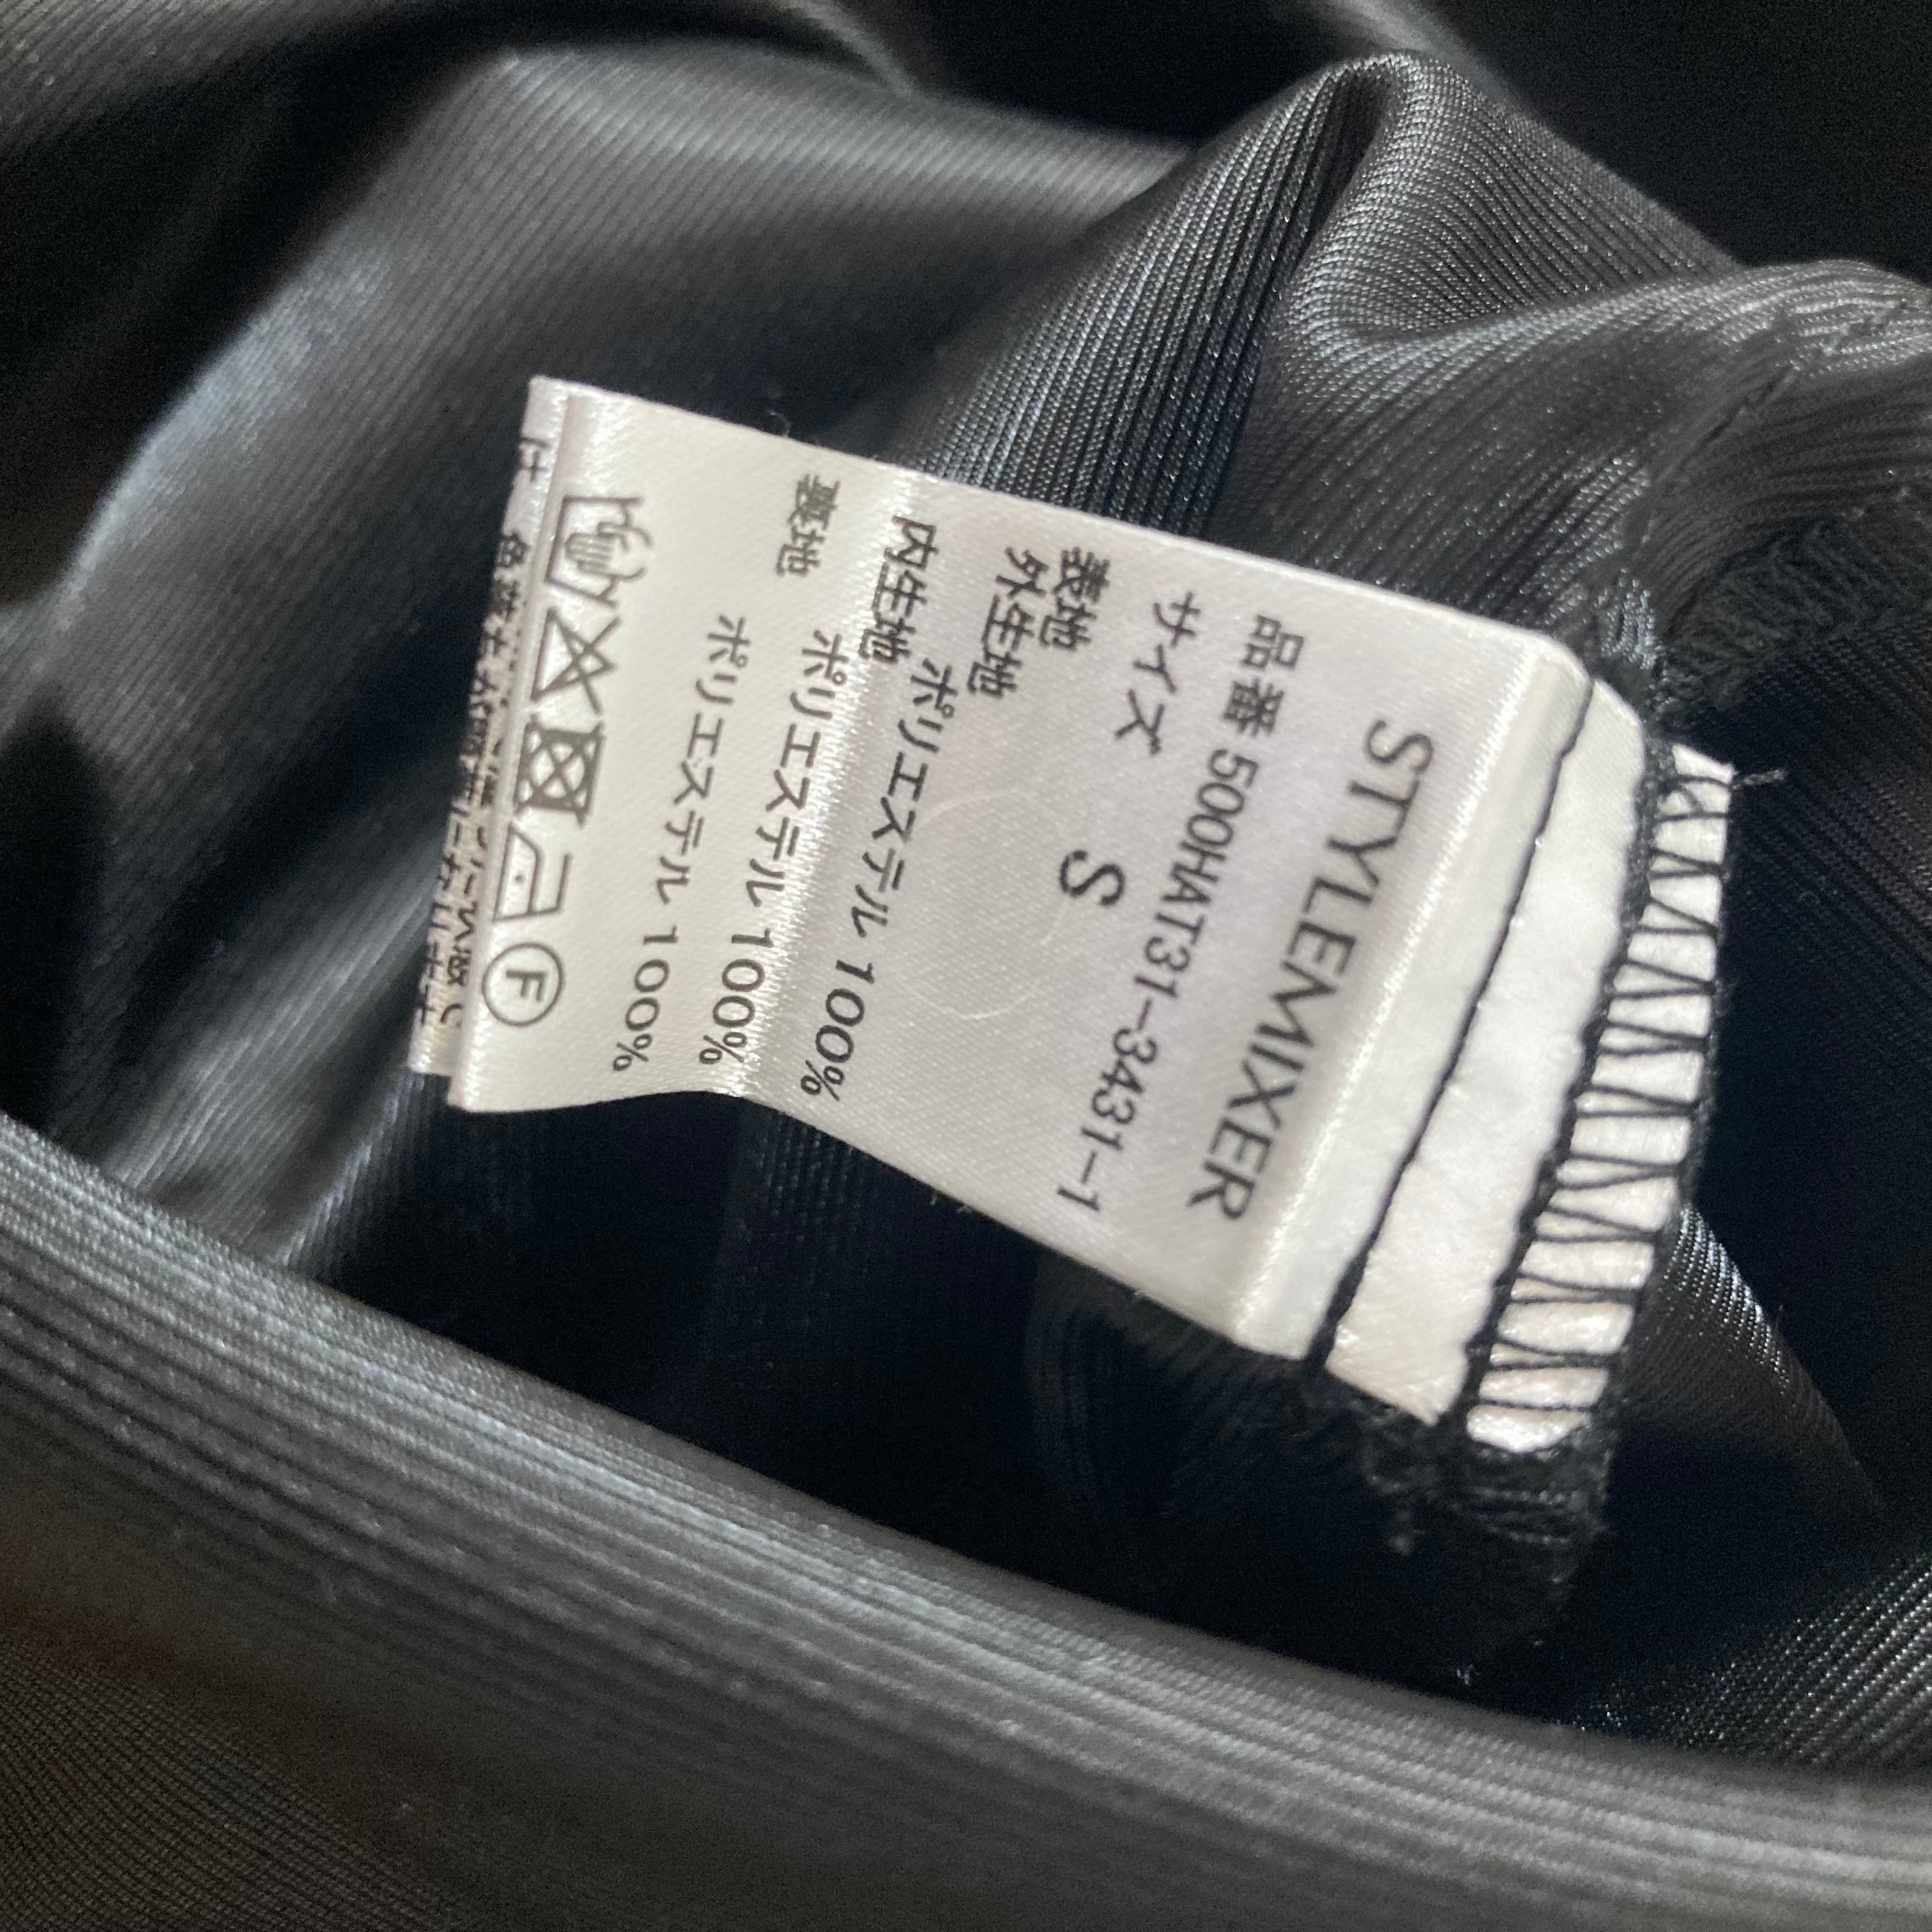 STYLEMIXER
品番 500HAT31-3431-1
サイズ S
表地
外生地
ポリエステル 100%
内生地
ポリエステル 100%
裏地
ポリエステル 100%
F